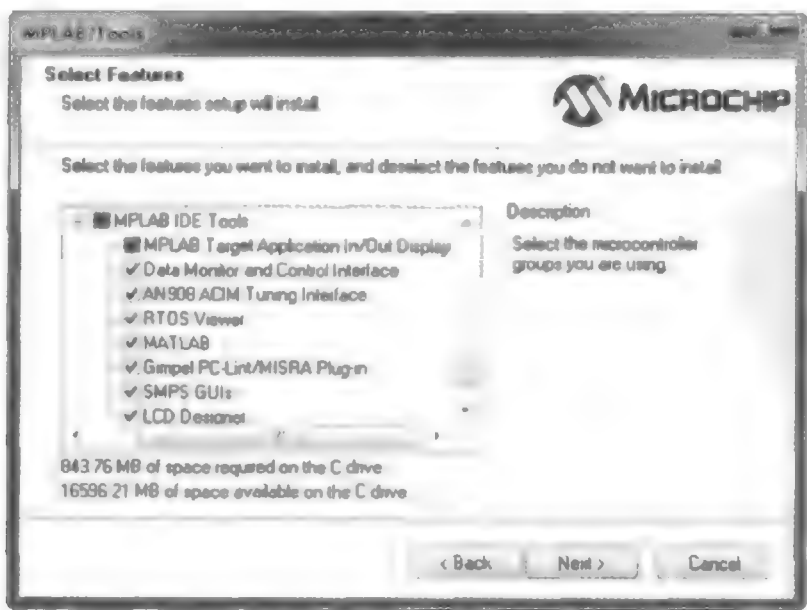 MPLAB Tools
Select Features
Select the features setup will install.
MICROCHIP
Select the features you want to install, and deselect the features you do not want to install.
MPLAB IDE Tools
MPLAB Target Application In/Out Display
Data Monitor and Control Interface
AN908 ACIM Tuning Interface
RTOS Viewer
MATLAB
Gimpel PC-Lint/MISRA Plug-in
SMPS GUIs
LCD Designer
Description
Select the microcontroller
groups you are using.
843.76 MB of space required on the C drive
16596.21 MB of space available on the C drive
< Back
Next >
Cancel